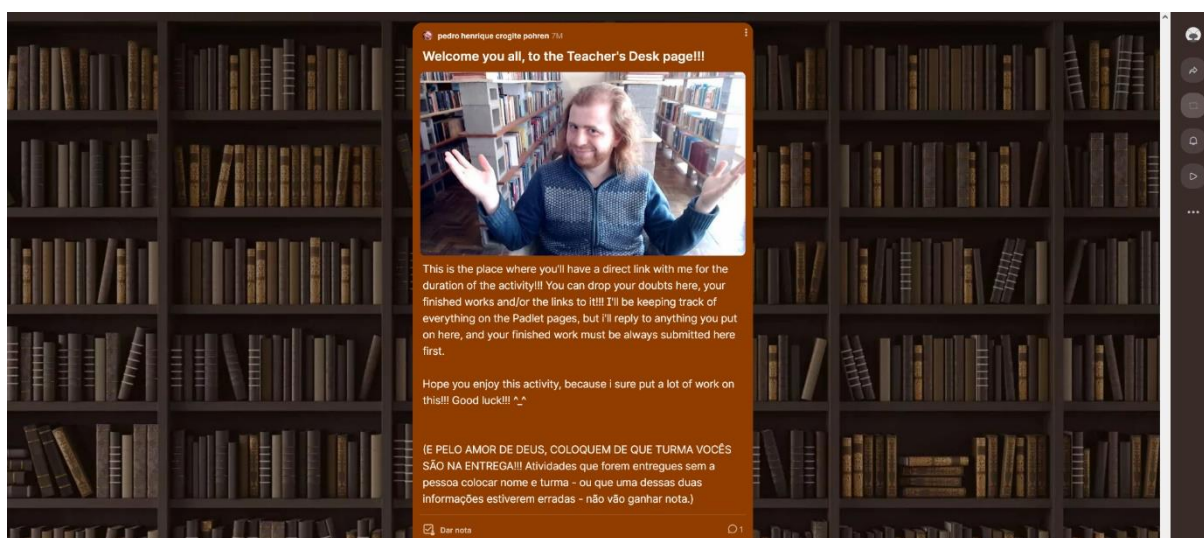 pedro henrique crogite pohren 7M
Welcome you all, to the Teacher's Desk page!!!
This is the place where you'll have a direct link with me for the
duration of the activity!!! You can drop your doubts here, your
finished works and/or the links to it!!! I'll be keeping track of
everything on the Padlet pages, but i'll reply to anything you put
on here, and your finished work must be always submitted here
first.
Hope you enjoy this activity, because i sure put a lot of work on
this!!! Good luck!!! ^_^
(E PELO AMOR DE DEUS, COLOQUEM DE QUE TURMA VOCÊS
SÃO NA ENTREGA!!! Atividades que forem entregues sem a
pessoa colocar nome e turma - ou que uma dessas duas
informações estiverem erradas - não vão ganhar nota.)
Dar nota 1